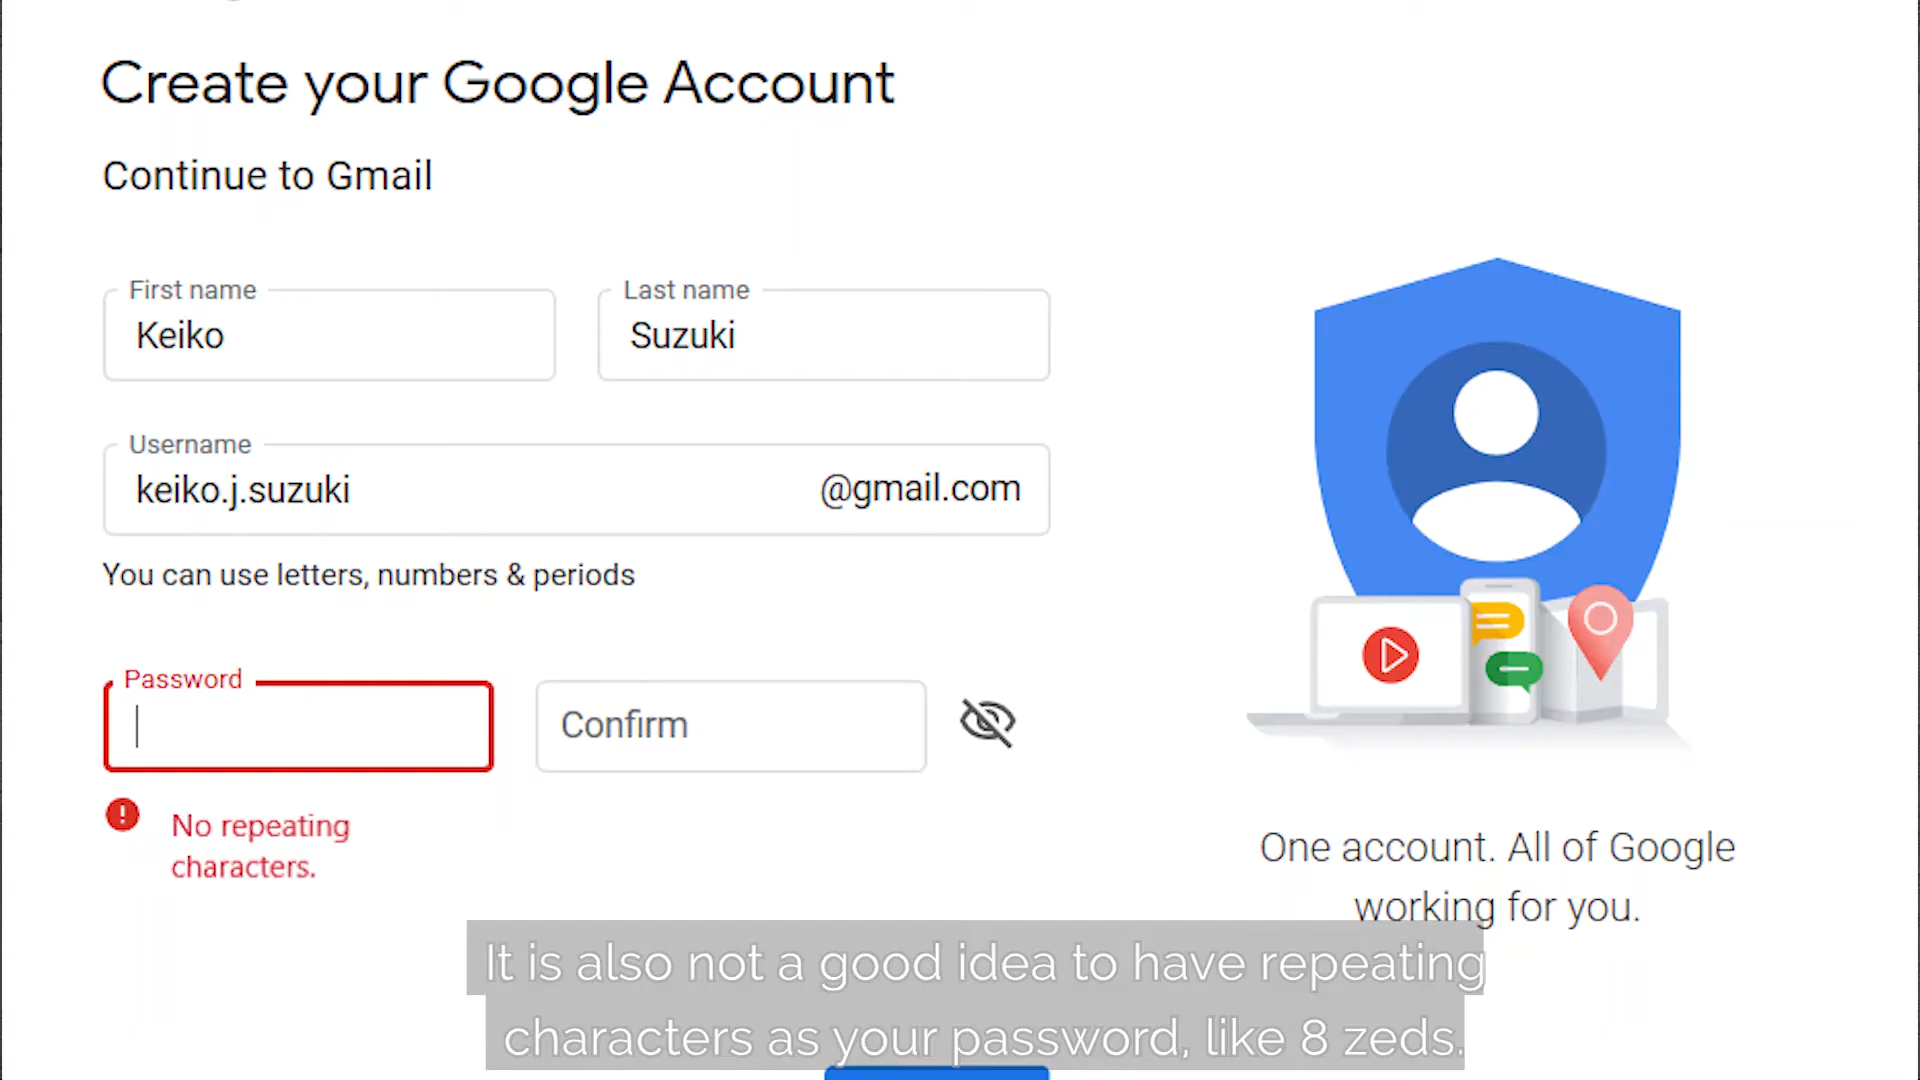 Create your Google Account
Continue to Gmail
First name
Keiko
Last name
Suzuki
Username
keiko.j.suzuki
@gmail.com
You can use letters, numbers & periods
Password
Confirm
No repeating
characters.
One account. All of Google
working for you.
It is also not a good idea to have repeating
characters as your password, like 8 zeds.